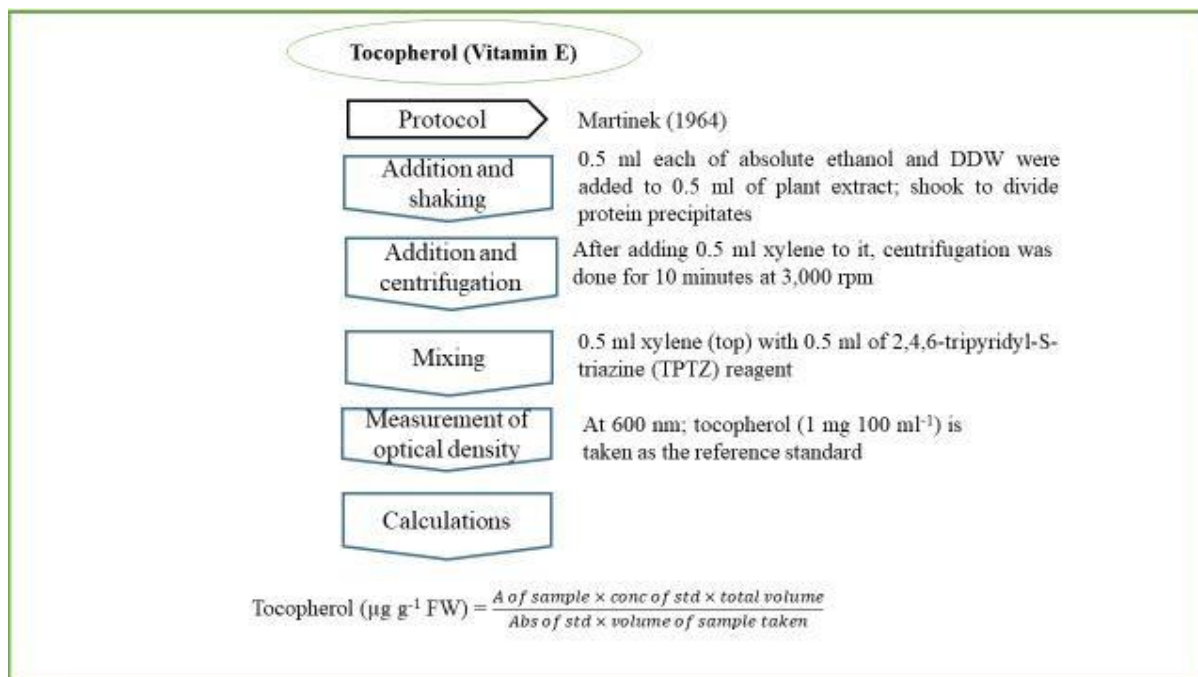 Tocopherol (Vitamin E)
Protocol
Martinek (1964)
Addition and
shaking
0.5 ml each of absolute ethanol and DDW were
added to 0.5 ml of plant extract; shook to divide
protein precipitates
Addition and
centrifugation
After adding 0.5 ml xylene to it, centrifugation was
done for 10 minutes at 3,000 rpm
Mixing
0.5 ml xylene (top) with 0.5 ml of 2,4,6-tripyridyl-S-
triazine (TPTZ) reagent
Measurement of
optical density
At 600 nm; tocopherol (1 mg 100 ml⁻¹) is
taken as the reference standard
Calculations
Tocopherol (µg g⁻¹ FW) = A of sample × conc of std × total volume
Abs of std × volume of sample taken